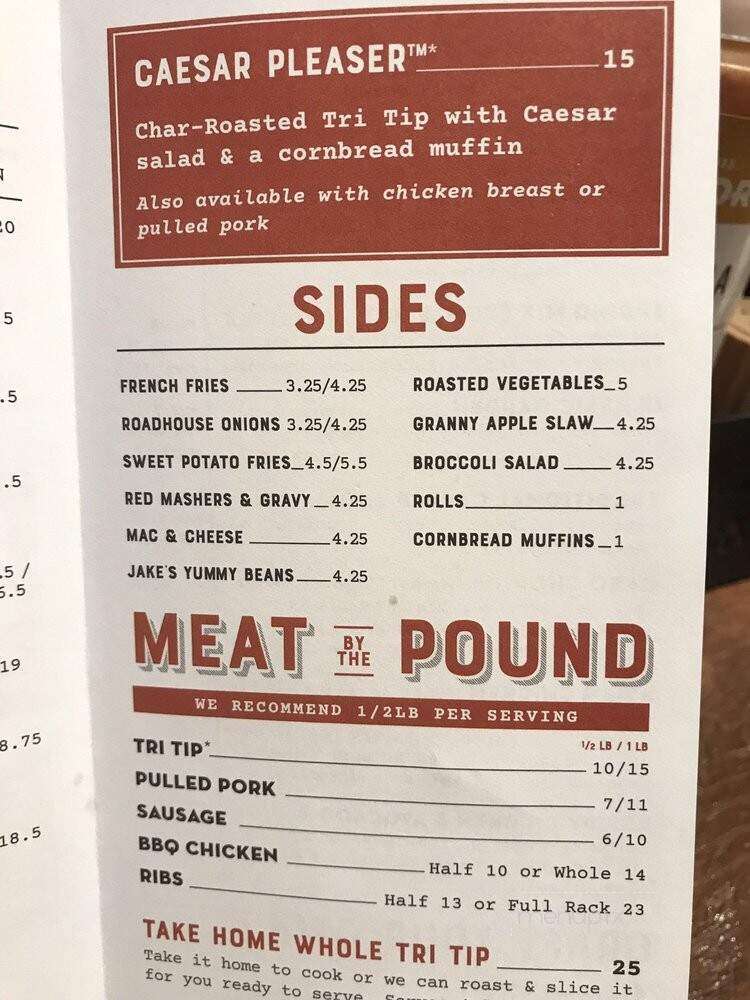 CAESAR PLEASER™* 15
Char-Roasted Tri Tip with Caesar
salad & a cornbread muffin
Also available with chicken breast or
pulled pork
SIDES
FRENCH FRIES 3.25/4.25
ROADHOUSE ONIONS 3.25/4.25
SWEET POTATO FRIES 4.5/5.5
RED MASHERS & GRAVY 4.25
MAC & CHEESE 4.25
JAKE'S YUMMY BEANS 4.25
ROASTED VEGETABLES 5
GRANNY APPLE SLAW 4.25
BROCCOLI SALAD 4.25
ROLLS 1
CORNBREAD MUFFINS 1
MEAT BY THE POUND
WE RECOMMEND 1/2LB PER SERVING
1/2 LB / 1 LB
TRI TIP* 10/15
PULLED PORK 7/11
SAUSAGE 6/10
BBQ CHICKEN Half 10 or Whole 14
RIBS Half 13 or Full Rack 23
TAKE HOME WHOLE TRI TIP 25
Take it home to cook or we can roast & slice it
for you ready to serve.